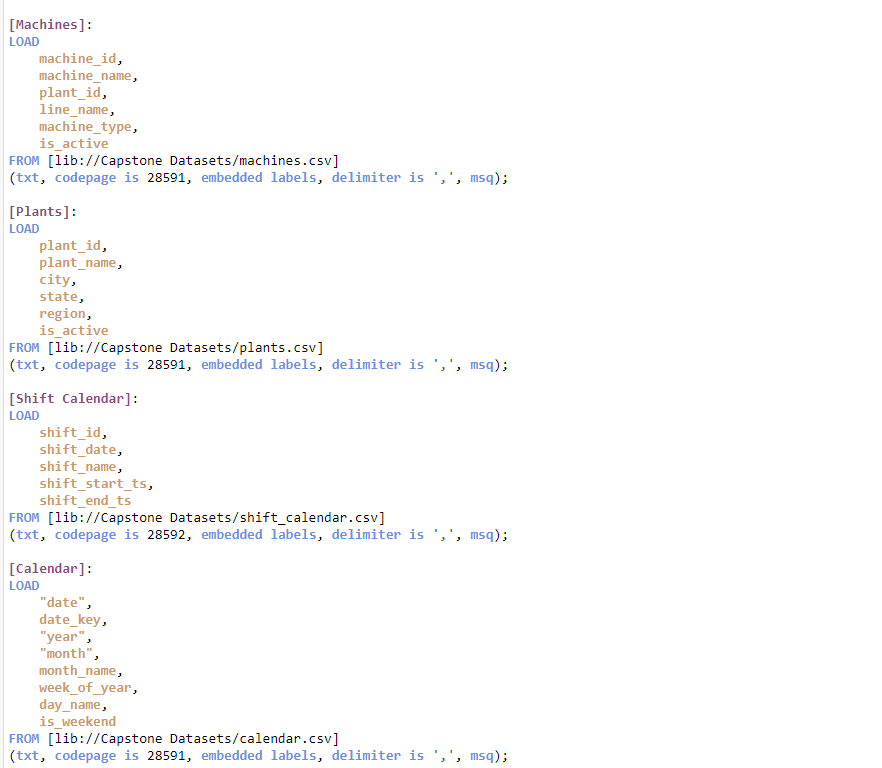 [Machines]:
LOAD
    machine_id,
    machine_name,
    plant_id,
    line_name,
    machine_type,
    is_active
FROM [lib://Capstone Datasets/machines.csv]
(txt, codepage is 28591, embedded labels, delimiter is ',', msq);

[Plants]:
LOAD
    plant_id,
    plant_name,
    city,
    state,
    region,
    is_active
FROM [lib://Capstone Datasets/plants.csv]
(txt, codepage is 28591, embedded labels, delimiter is ',', msq);

[Shift Calendar]:
LOAD
    shift_id,
    shift_date,
    shift_name,
    shift_start_ts,
    shift_end_ts
FROM [lib://Capstone Datasets/shift_calendar.csv]
(txt, codepage is 28592, embedded labels, delimiter is ',', msq);

[Calendar]:
LOAD
    "date",
    date_key,
    "year",
    "month",
    month_name,
    week_of_year,
    day_name,
    is_weekend
FROM [lib://Capstone Datasets/calendar.csv]
(txt, codepage is 28591, embedded labels, delimiter is ',', msq);